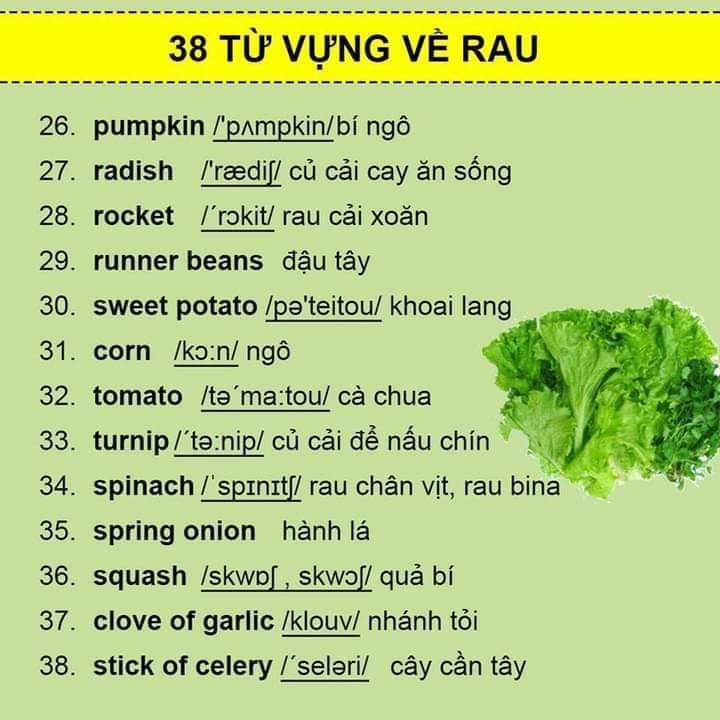 38 TỪ VỰNG VỀ RAU
26. pumpkin /'pʌmpkin/bí ngô
27. radish /'rædiʃ/ củ cải cay ăn sống
28. rocket /´rɔkit/ rau cải xoăn
29. runner beans đậu tây
30. sweet potato /pə'teitou/ khoai lang
31. corn /kɔ:n/ ngô
32. tomato /tə´ma:tou/ cà chua
33. turnip /´tə:nip/ củ cải để nấu chín
34. spinach /ˈspɪnɪtʃ/ rau chân vịt, rau bina
35. spring onion hành lá
36. squash /skwɒʃ , skwɔʃ/ quả bí
37. clove of garlic /klouv/ nhánh tỏi
38. stick of celery /´seləri/ cây cần tây